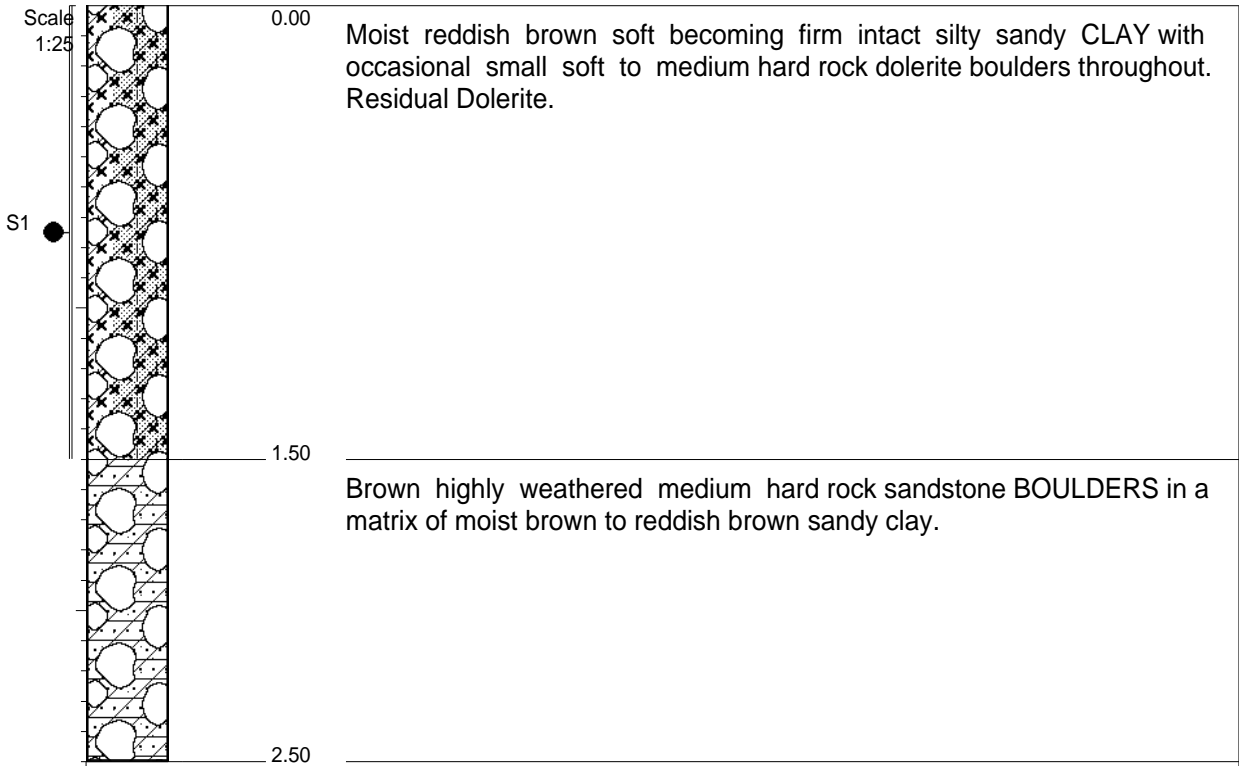 Scale
1:25
0.00
Moist reddish brown soft becoming firm intact silty sandy CLAY with
occasional small soft to medium hard rock dolerite boulders throughout.
Residual Dolerite.
S1
1.50
Brown highly weathered medium hard rock sandstone BOULDERS in a
matrix of moist brown to reddish brown sandy clay.
2.50